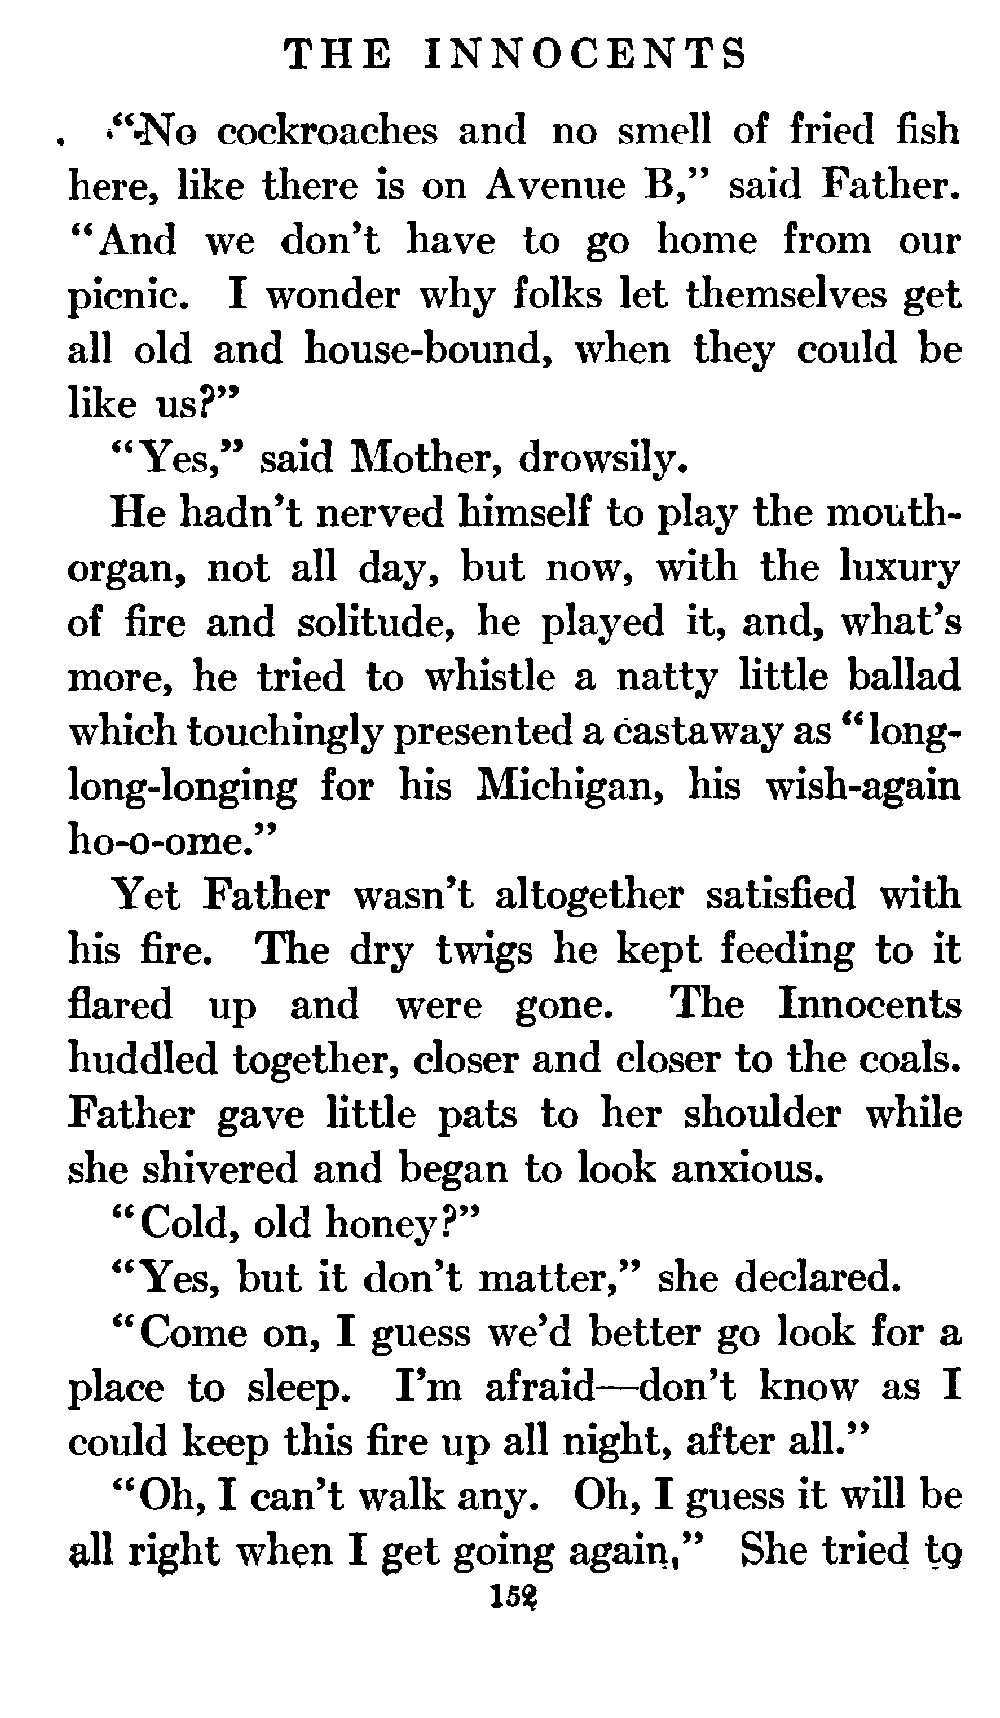 THE INNOCENTS
“No cockroaches and no smell of fried fish
here, like there is on Avenue B,” said Father.
“And we don’t have to go home from our
picnic. I wonder why folks let themselves get
all old and house-bound, when they could be
like us?”
“Yes,” said Mother, drowsily.
He hadn’t nerved himself to play the mouth-
organ, not all day, but now, with the luxury
of fire and solitude, he played it, and, what’s
more, he tried to whistle a natty little ballad
which touchingly presented a castaway as “long-
long-longing for his Michigan, his wish-again
ho-o-ome.”
Yet Father wasn’t altogether satisfied with
his fire. The dry twigs he kept feeding to it
flared up and were gone. The Innocents
huddled together, closer and closer to the coals.
Father gave little pats to her shoulder while
she shivered and began to look anxious.
“Cold, old honey?”
“Yes, but it don’t matter,” she declared.
“Come on, I guess we’d better go look for a
place to sleep. I’m afraid—don’t know as I
could keep this fire up all night, after all.”
“Oh, I can’t walk any. Oh, I guess it will be
all right when I get going again,” She tried to
152